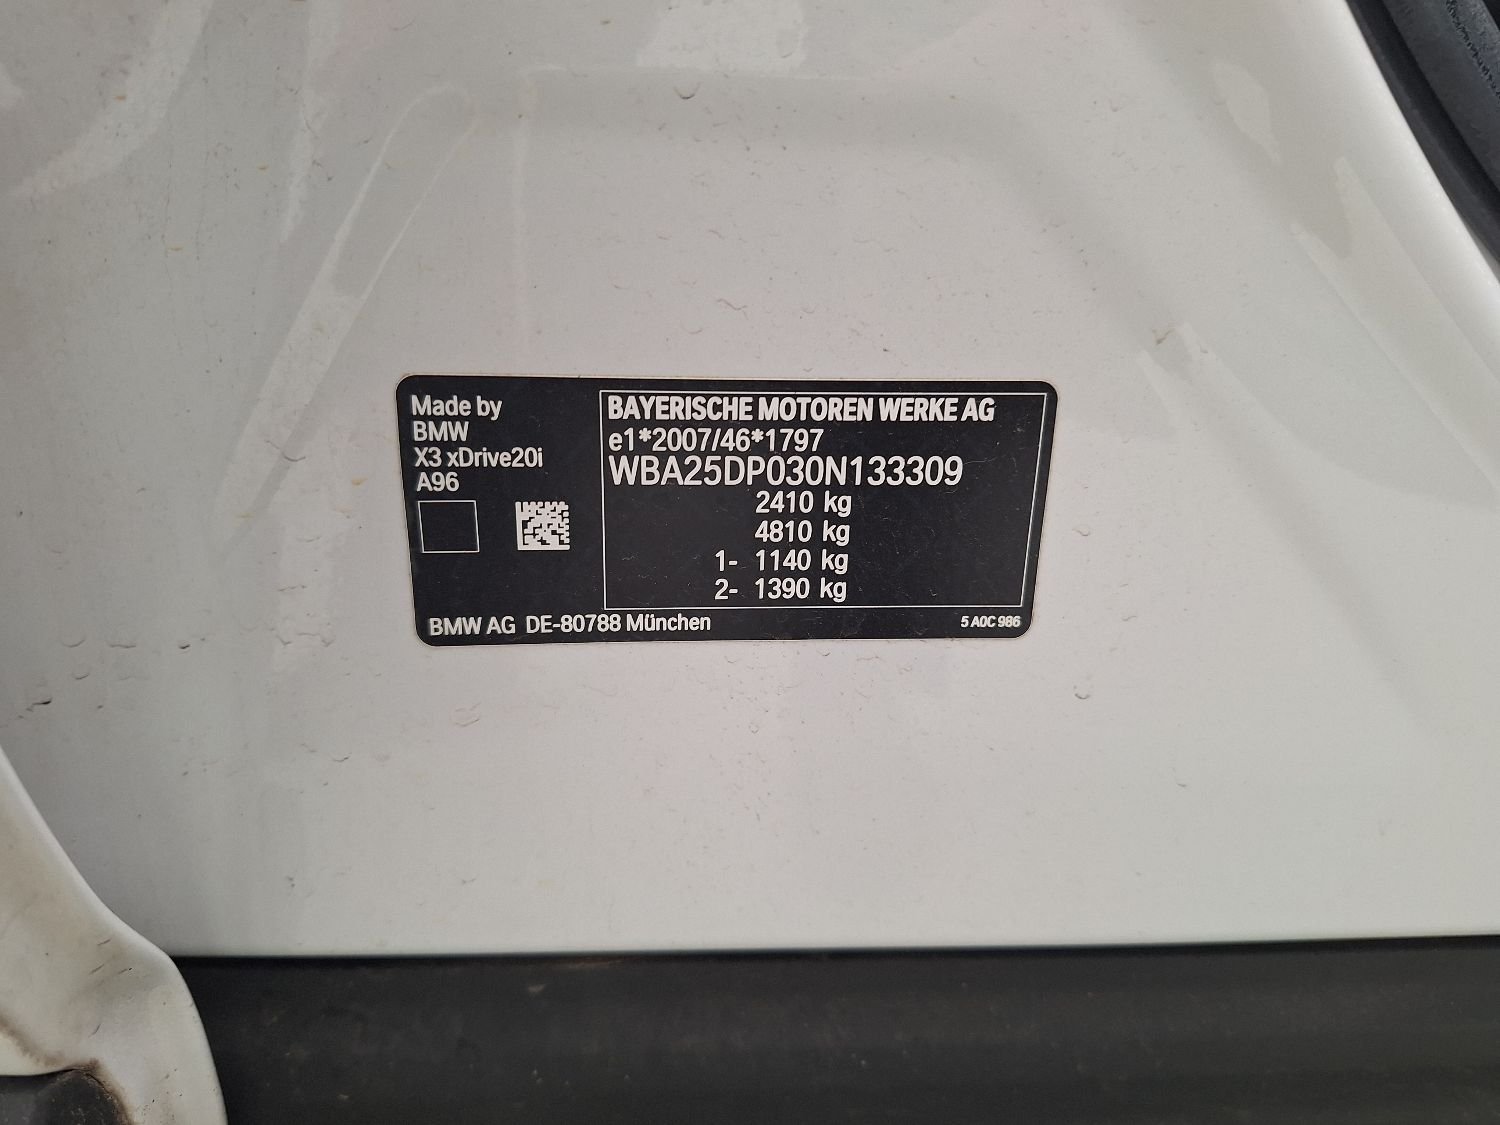 Made by
BMW
X3 xDrive20i
A96
BAYERISCHE MOTOREN WERKE AG
e1*2007/46*1797
WBA25DP030N133309
2410 kg
4810 kg
1- 1140 kg
2- 1390 kg
BMW AG DE-80788 München
5 A0C 986